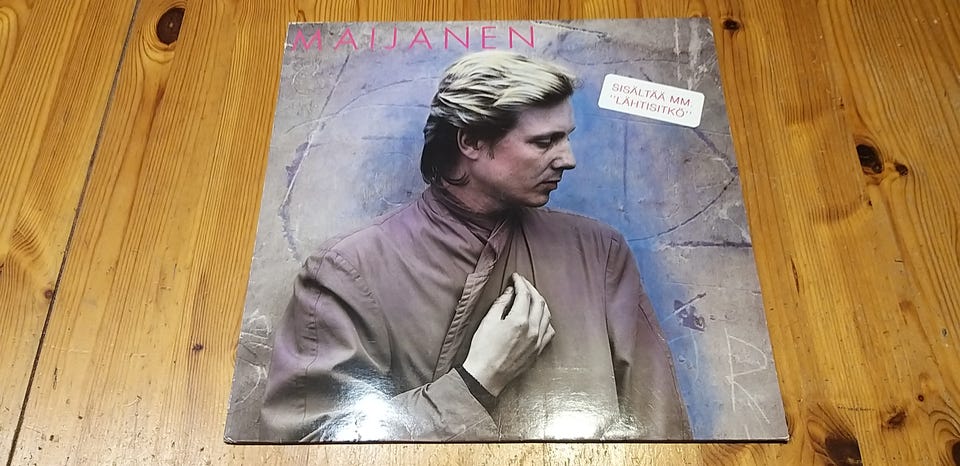 MAIJANEN
SISÄLTÄÄ MM.
"LÄHTISITKÖ"
R